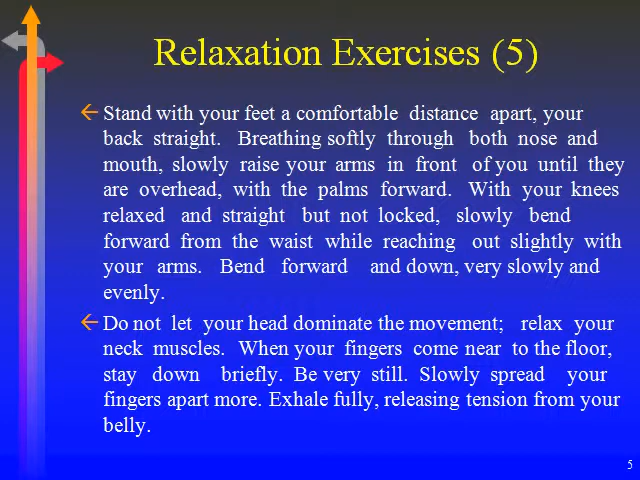 Relaxation Exercises (5)
Stand with your feet a comfortable distance apart, your
back straight. Breathing softly through both nose and
mouth, slowly raise your arms in front of you until they
are overhead, with the palms forward. With your knees
relaxed and straight but not locked, slowly bend
forward from the waist while reaching out slightly with
your arms. Bend forward and down, very slowly and
evenly.
Do not let your head dominate the movement; relax your
neck muscles. When your fingers come near to the floor,
stay down briefly. Be very still. Slowly spread your
fingers apart more. Exhale fully, releasing tension from your
belly.
5